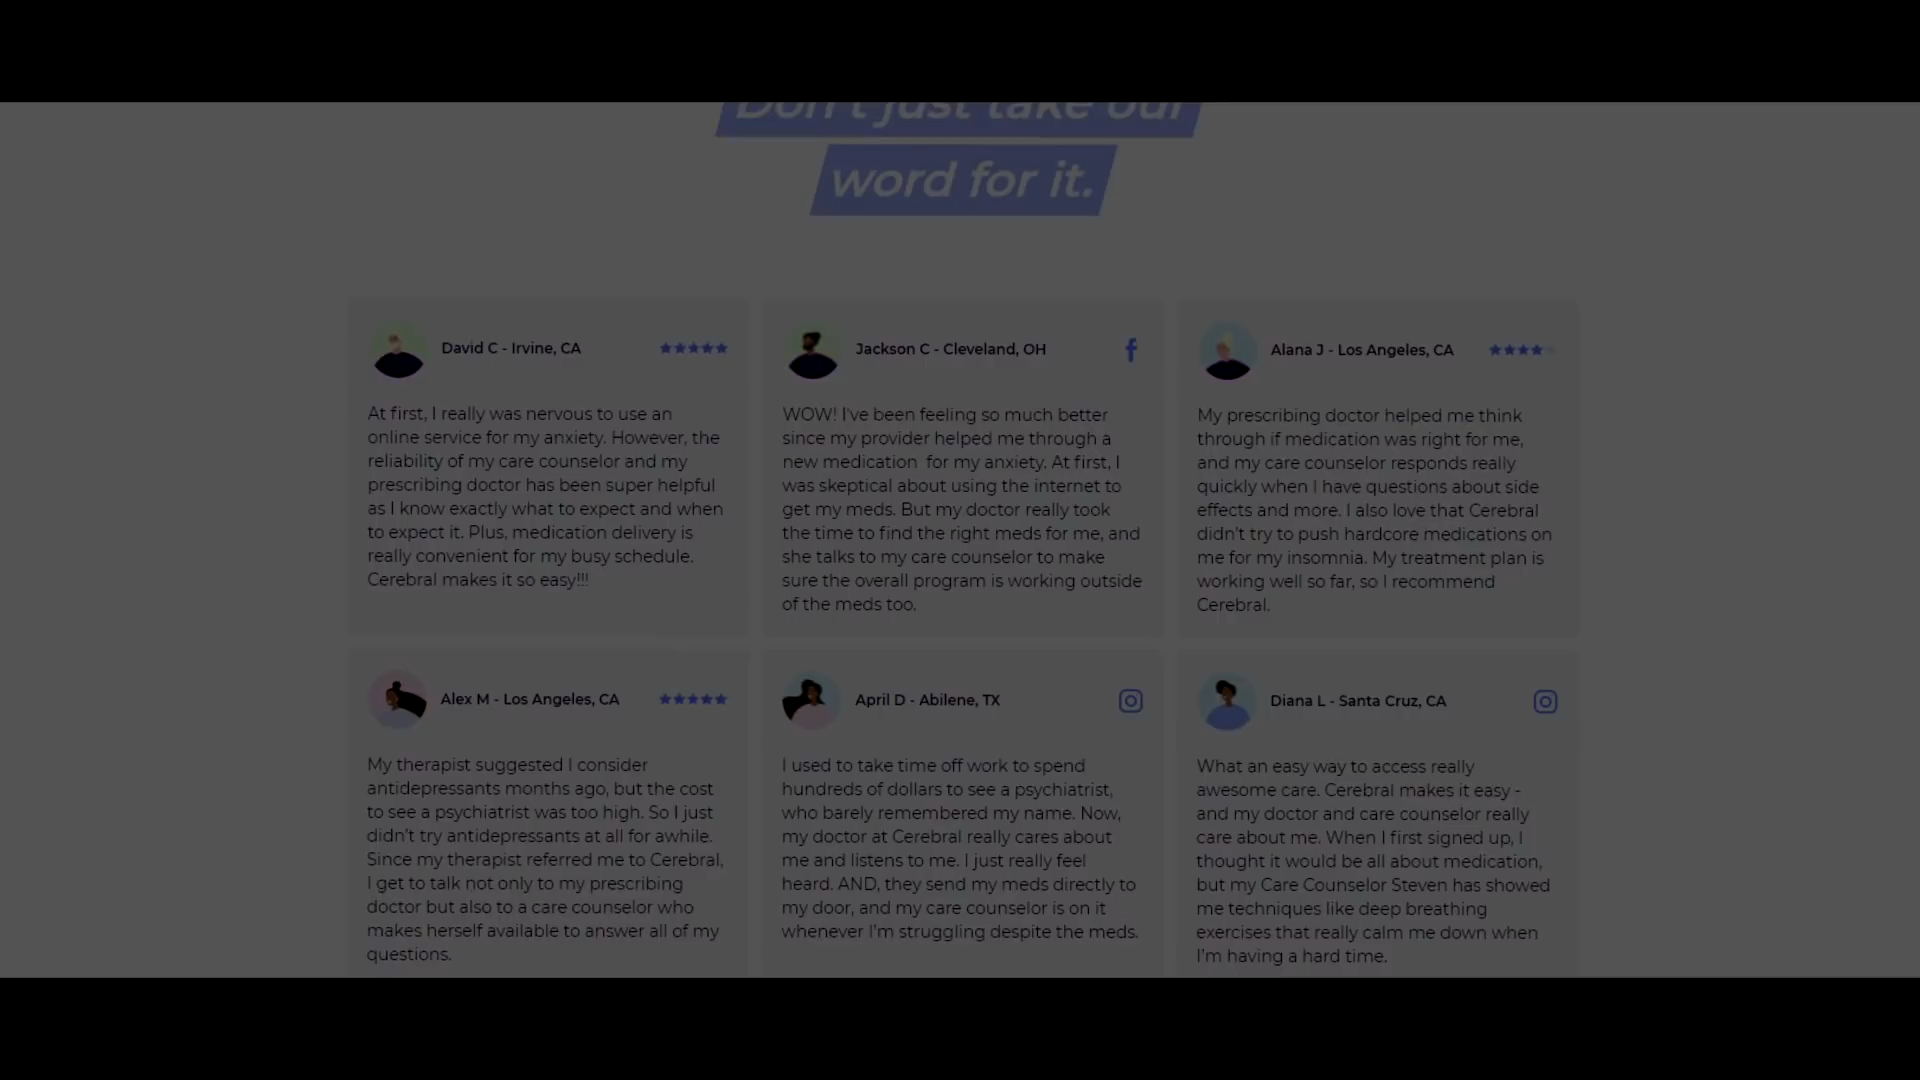 Don't just take our
word for it.
David C - Irvine, CA
At first, I really was nervous to use an
online service for my anxiety. However, the
reliability of my care counselor and my
prescribing doctor has been super helpful
as I know exactly what to expect and when
to expect it. Plus, medication delivery is
really convenient for my busy schedule.
Cerebral makes it so easy!!!
Jackson C - Cleveland, OH
WOW! I've been feeling so much better
since my provider helped me through a
new medication for my anxiety. At first, I
was skeptical about using the internet to
get my meds. But my doctor really took
the time to find the right meds for me, and
she talks to my care counselor to make
sure the overall program is working outside
of the meds too.
Alana J - Los Angeles, CA
My prescribing doctor helped me think
through if medication was right for me,
and my care counselor responds really
quickly when I have questions about side
effects and more. I also love that Cerebral
didn't try to push hardcore medications on
me for my insomnia. My treatment plan is
working well so far, so I recommend
Cerebral.
Alex M - Los Angeles, CA
My therapist suggested I consider
antidepressants months ago, but the cost
to see a psychiatrist was too high. So I just
didn't try antidepressants at all for awhile.
Since my therapist referred me to Cerebral,
I get to talk not only to my prescribing
doctor but also to a care counselor who
makes herself available to answer all of my
questions.
April D - Abilene, TX
I used to take time off work to spend
hundreds of dollars to see a psychiatrist,
who barely remembered my name. Now,
my doctor at Cerebral really cares about
me and listens to me. I just really feel
heard. AND, they send my meds directly to
my door, and my care counselor is on it
whenever I'm struggling despite the meds.
Diana L - Santa Cruz, CA
What an easy way to access really
awesome care. Cerebral makes it easy -
and my doctor and care counselor really
care about me. When I first signed up, I
thought it would be all about medication,
but my Care Counselor Steven has showed
me techniques like deep breathing
exercises that really calm me down when
I'm having a hard time.